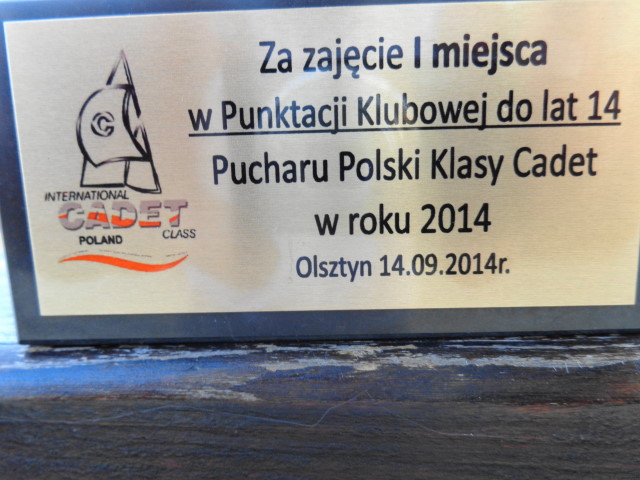 Za zajęcie I miejsca
w Punktacji Klubowej do lat 14
Pucharu Polski Klasy Cadet
w roku 2014
Olsztyn 14.09.2014r.
INTERNATIONAL
CADET
CLASS
POLAND